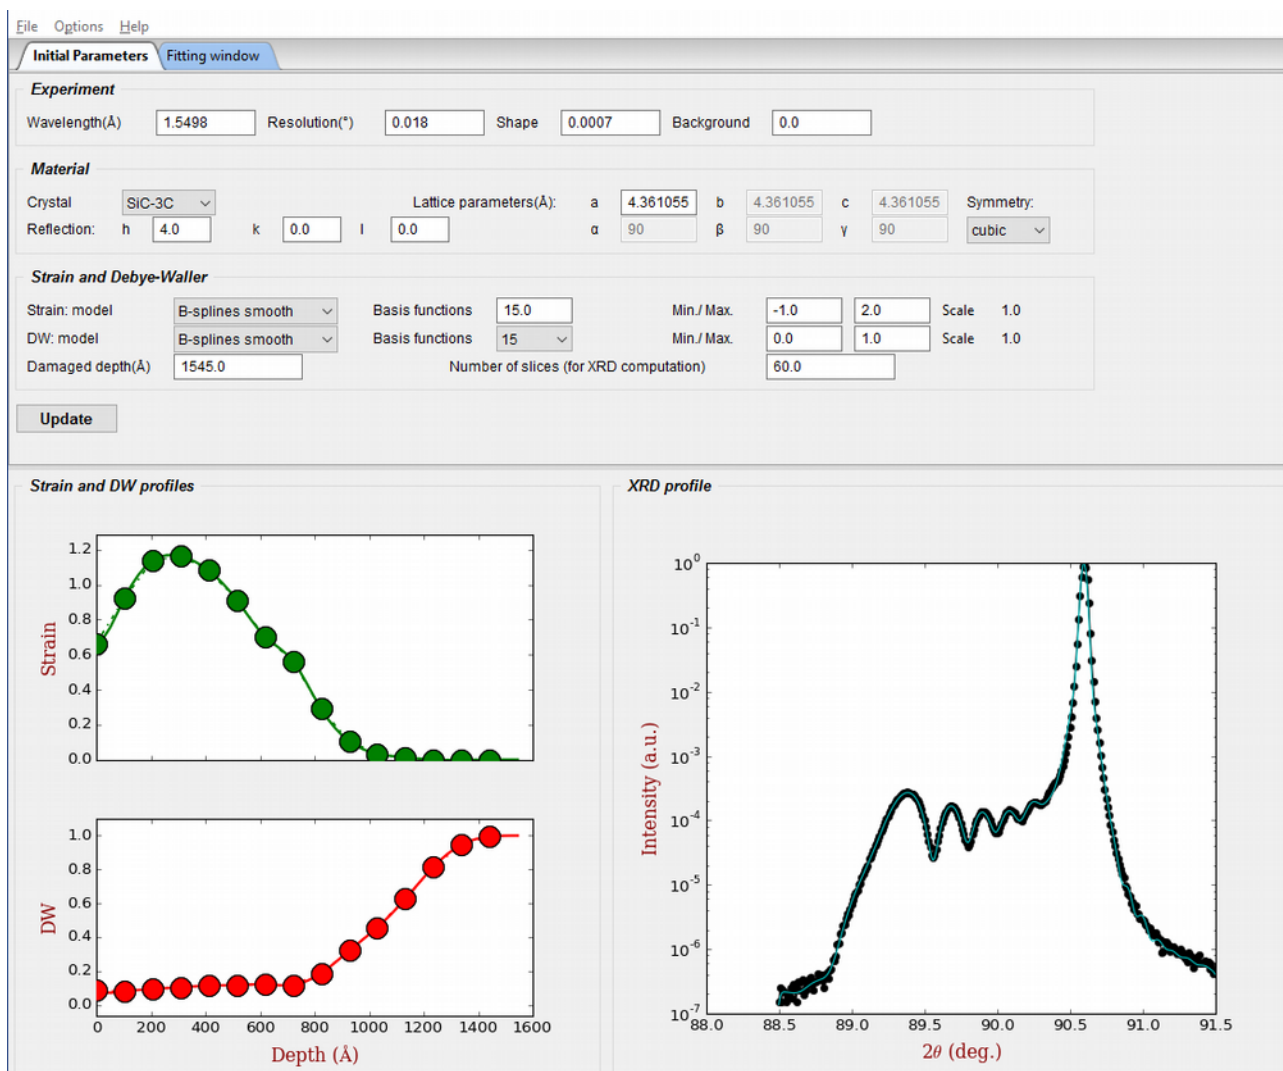 File Options Help
Initial Parameters Fitting window
Experiment
Wavelength(Å) 1.5498 Resolution(°) 0.018 Shape 0.0007 Background 0.0
Material
Crystal SiC-3C Lattice parameters(Å): a 4.361055 b 4.361055 c 4.361055 Symmetry:
Reflection: h 4.0 k 0.0 l 0.0 α 90 β 90 γ 90 cubic
Strain and Debye-Waller
Strain: model B-splines smooth Basis functions 15.0 Min./ Max. -1.0 2.0 Scale 1.0
DW: model B-splines smooth Basis functions 15 Min./ Max. 0.0 1.0 Scale 1.0
Damaged depth(Å) 1545.0 Number of slices (for XRD computation) 60.0
Update
Strain and DW profiles
1.2
1.0
0.8
0.6
0.4
0.2
0.0
Strain
1.0
0.8
0.6
0.4
0.2
0.0
DW
0 200 400 600 800 1000 1200 1400 1600
Depth (Å)
XRD profile
10⁰
10⁻¹
10⁻²
10⁻³
10⁻⁴
10⁻⁵
10⁻⁶
10⁻⁷
Intensity (a.u.)
88.0 88.5 89.0 89.5 90.0 90.5 91.0 91.5
2θ (deg.)